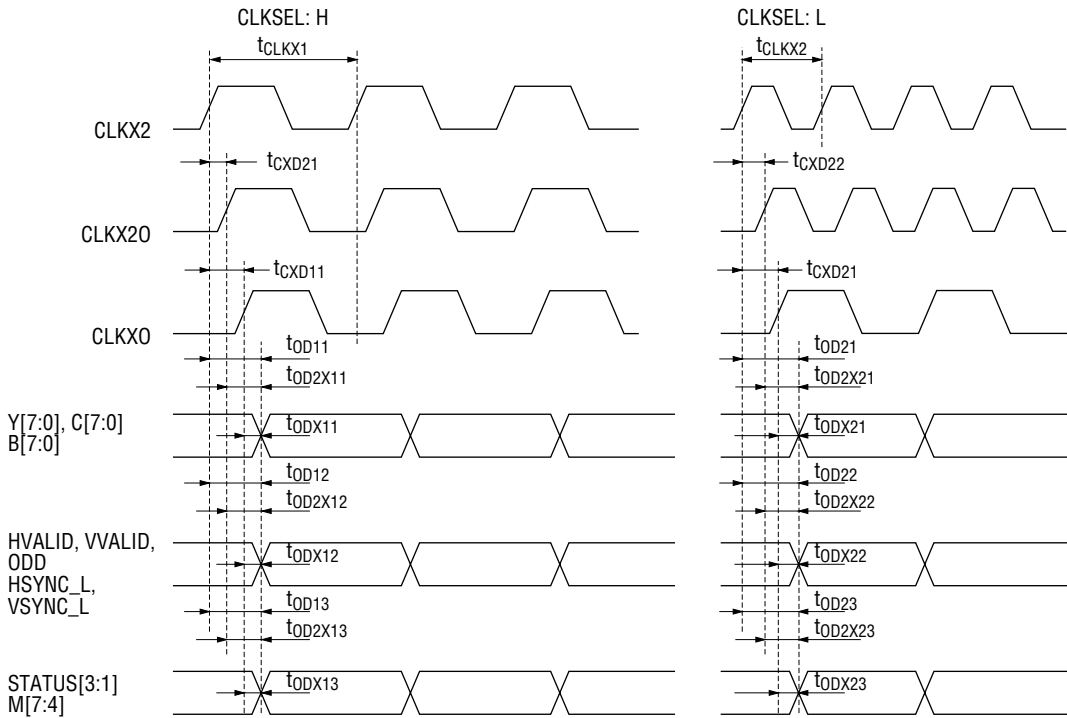 CLKSEL: H CLKSEL: L
tCLKX1 tCLKX2
CLKX2
tCXD21 tCXD22
CLKX2O
tCXD11 tCXD21
CLKXO
tOD11 tOD21
tOD2X11 tOD2X21
Y[7:0], C[7:0]
B[7:0]
tODX11 tODX21
tOD12 tOD22
tOD2X12 tOD2X22
HVALID, VVALID,
ODD
HSYNC_L,
VSYNC_L
tODX12 tODX22
tOD13 tOD23
tOD2X13 tOD2X23
STATUS[3:1]
M[7:4]
tODX13 tODX23